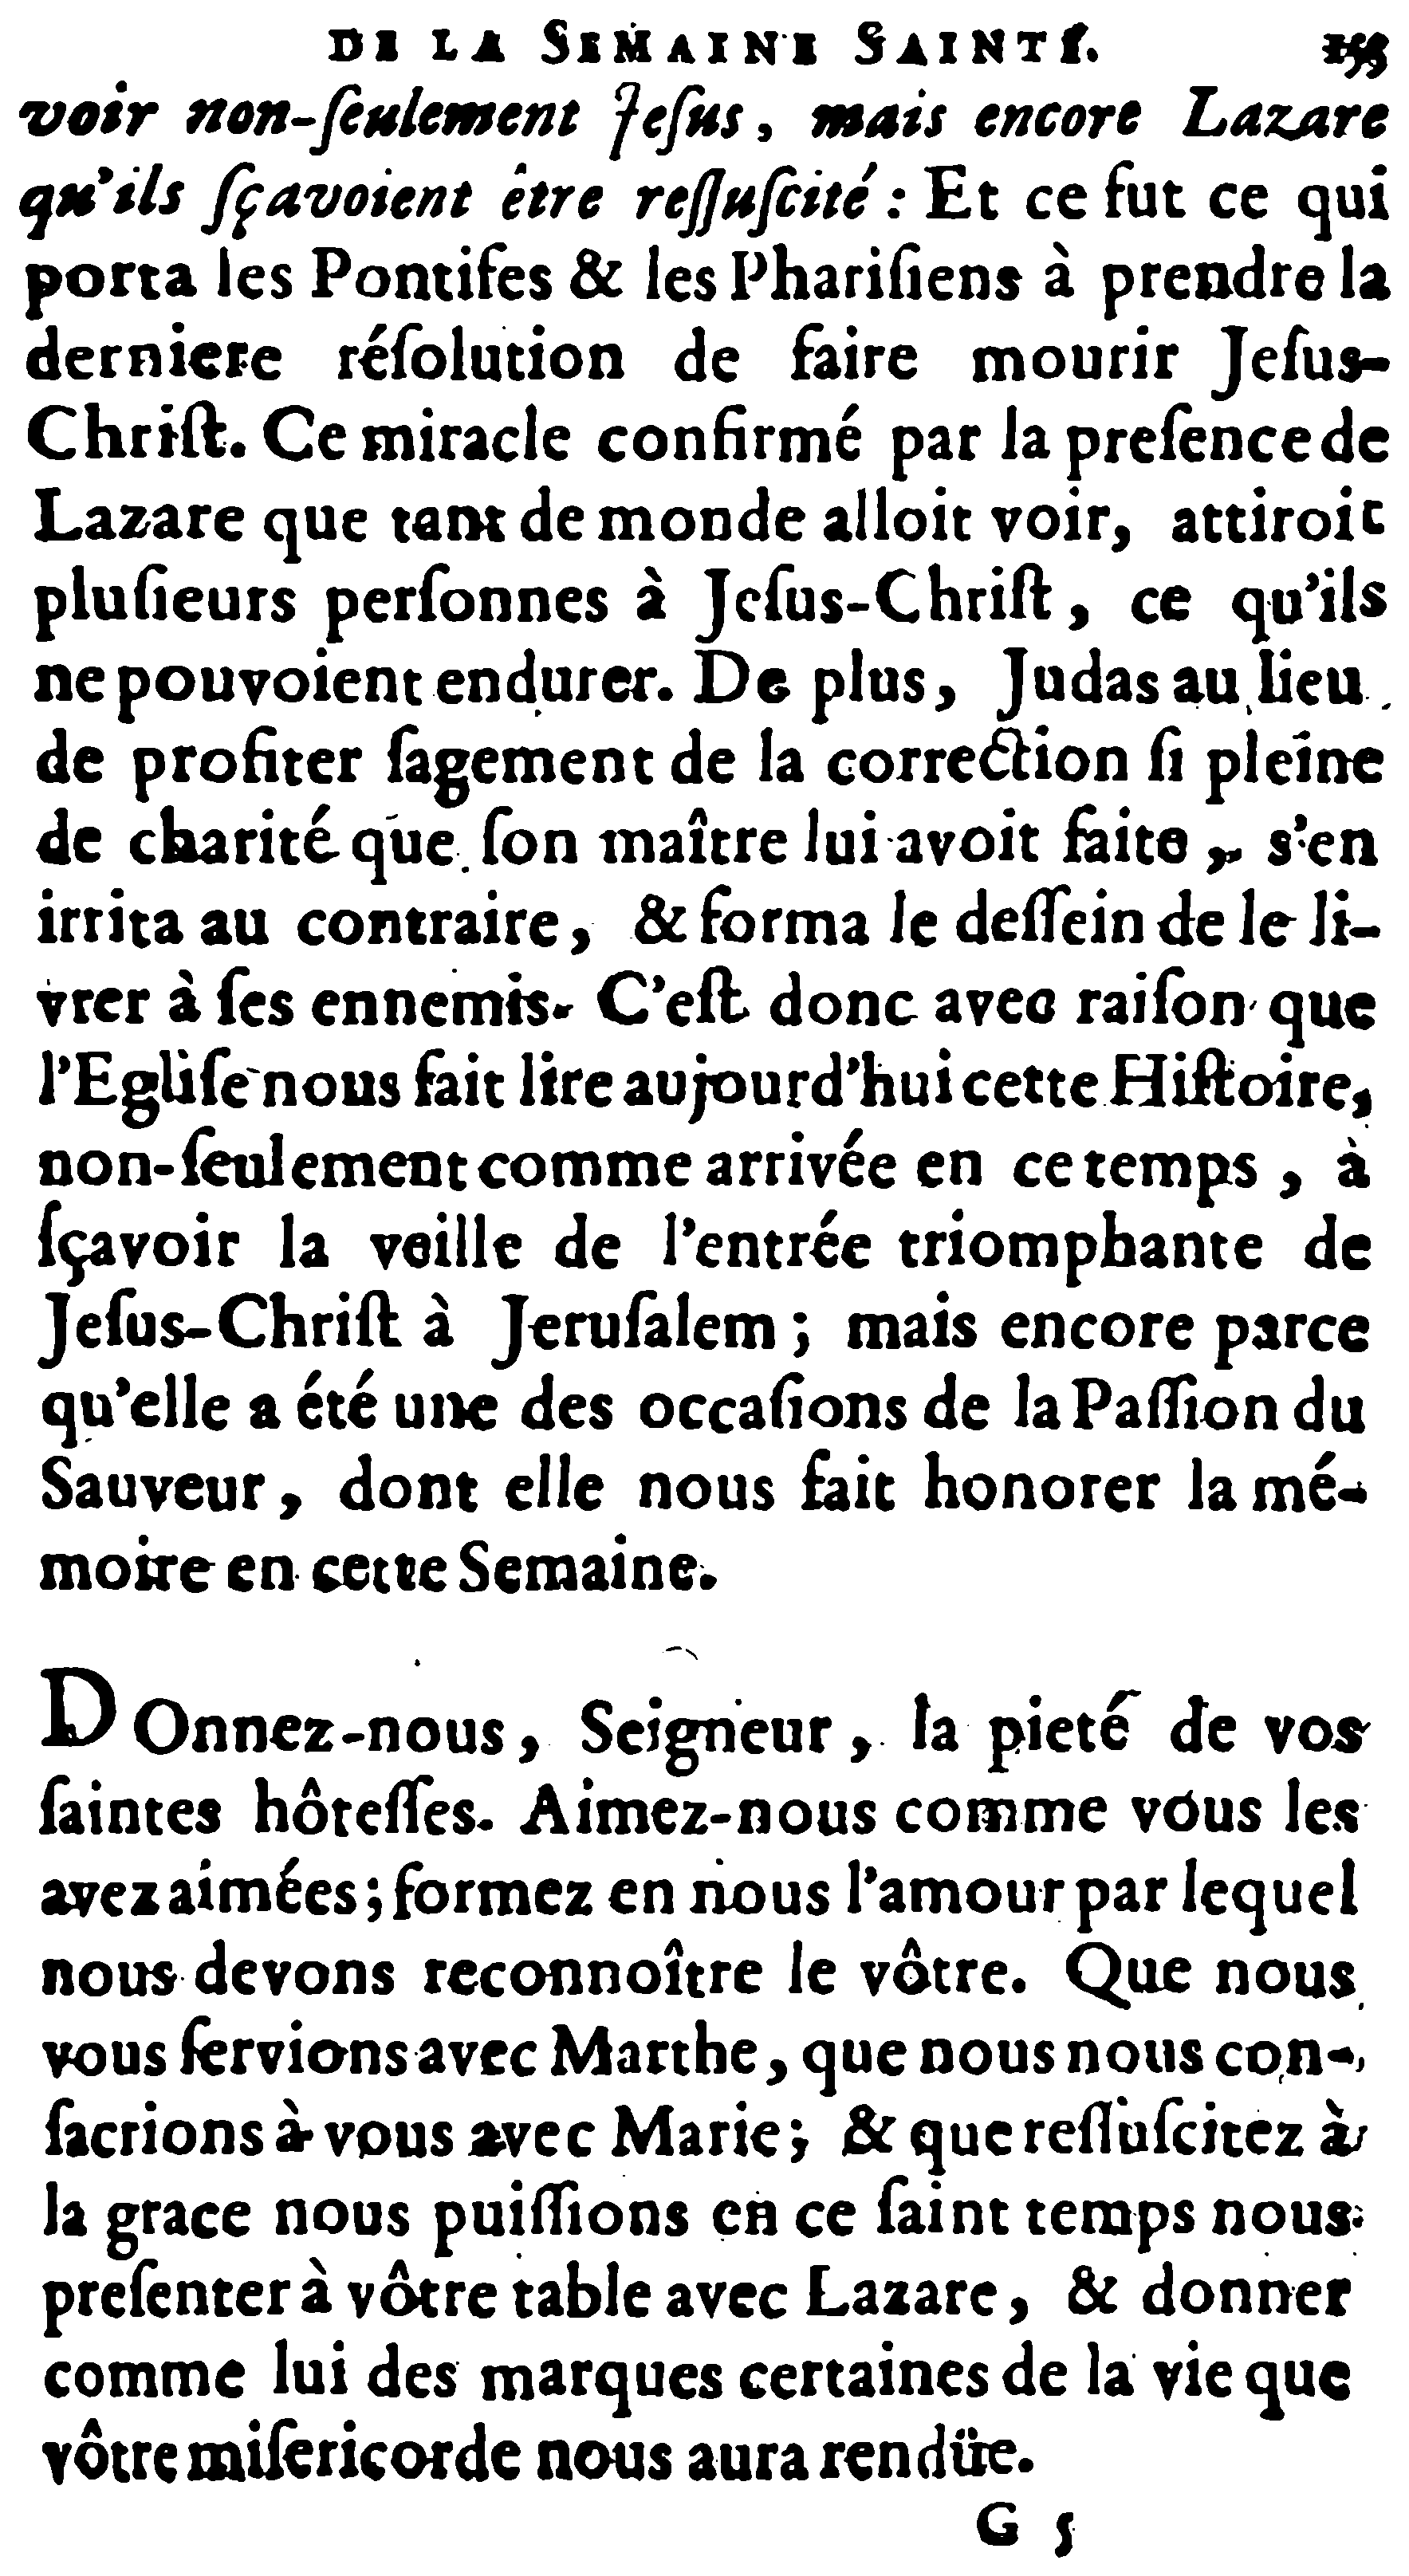 DE LA SEMAINE SAINTE. 153
voir non-ſeulement Jeſus, mais encore Lazare
qu'ils ſçavoient être reſſuſcité : Et ce fut ce qui
porta les Pontifes & les Phariſiens à prendre la
derniere réſolution de faire mourir Jeſus-
Chriſt. Ce miracle confirmé par la preſence de
Lazare que tant de monde alloit voir, attiroit
pluſieurs perſonnes à Jeſus-Chriſt, ce qu'ils
ne pouvoient endurer. De plus, Judas au lieu
de profiter ſagement de la correction ſi pleine
de charité que ſon maître lui avoit faite, s'en
irrita au contraire, & forma le deſſein de le li-
vrer à ſes ennemis. C'eſt donc avec raiſon que
l'Egliſe nous fait lire aujourd'hui cette Hiſtoire,
non-ſeulement comme arrivée en ce temps, à
ſçavoir la veille de l'entrée triomphante de
Jeſus-Chriſt à Jeruſalem ; mais encore parce
qu'elle a été une des occaſions de la Paſſion du
Sauveur, dont elle nous fait honorer la mé-
moire en cette Semaine.
DOnnez-nous, Seigneur, la pieté de vos
ſaintes hôteſſes. Aimez-nous comme vous les
avez aimées ; formez en nous l'amour par lequel
nous devons reconnoître le vôtre. Que nous
vous ſervions avec Marthe, que nous nous con-
ſacrions à vous avec Marie ; & que reſſuſcitez à
la grace nous puiſſions en ce ſaint temps nous
preſenter à vôtre table avec Lazare, & donner
comme lui des marques certaines de la vie que
vôtre miſericorde nous aura rendüe.
G 5